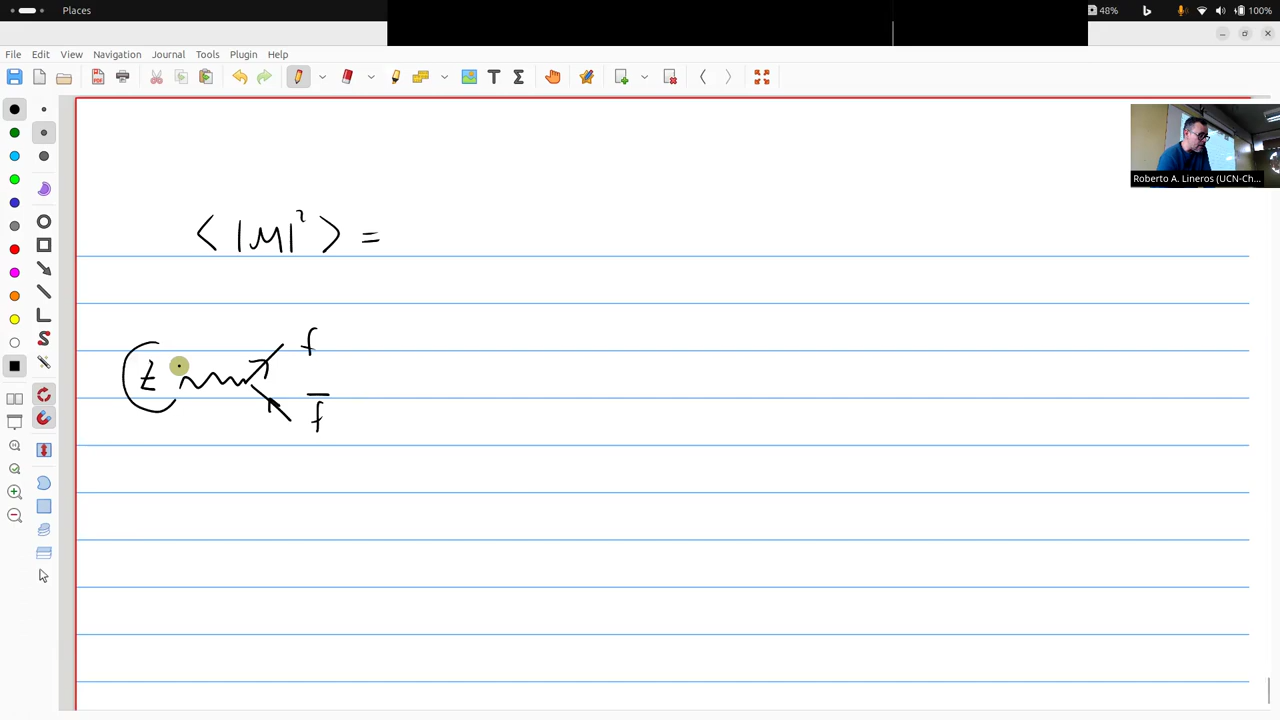 Places
48%
100%
File Edit View Navigation Journal Tools Plugin Help
Roberto A. Lineros (UCN-Ch...
< |M|² > =
f
Z
f̅